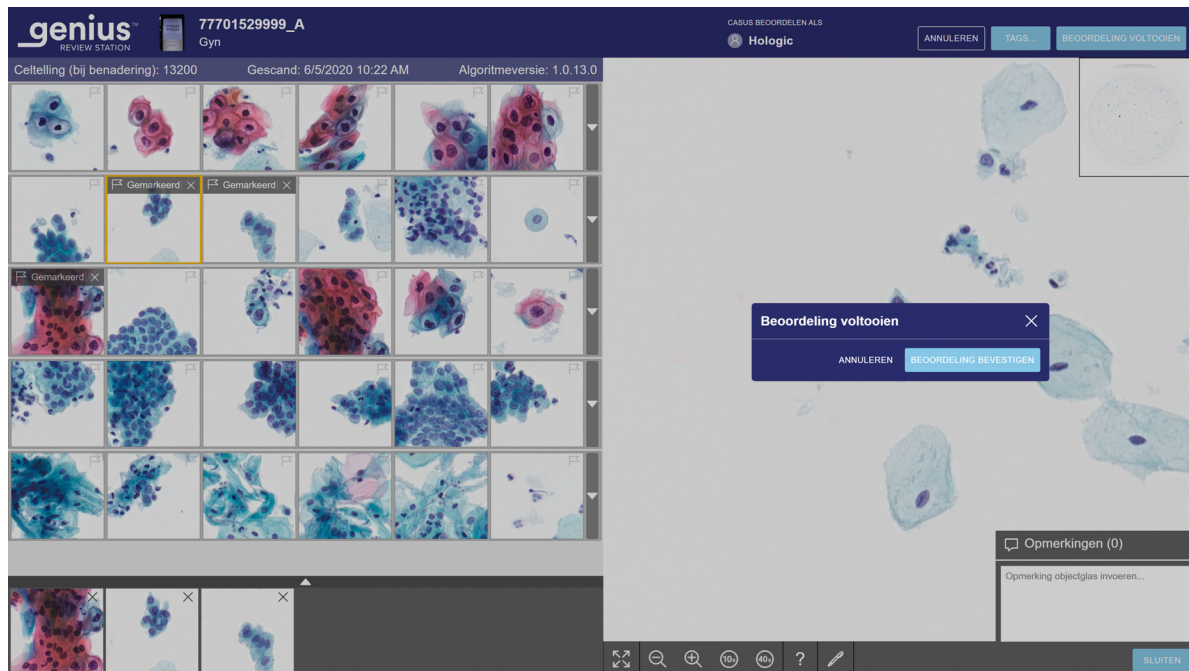 genius™
REVIEW STATION
77701529999_A
Gyn
CASUS BEOORDELEN ALS
Hologic
ANNULEREN
TAGS...
BEOORDELING VOLTOOIEN
Celtelling (bij benadering): 13200
Gescand: 6/5/2020 10:22 AM
Algoritmeversie: 1.0.13.0
Gemarkeerd
Gemarkeerd
Gemarkeerd
Beoordeling voltooien
ANNULEREN
BEOORDELING BEVESTIGEN
Opmerkingen (0)
Opmerking objectglas invoeren...
10x
40x
?
SLUITEN